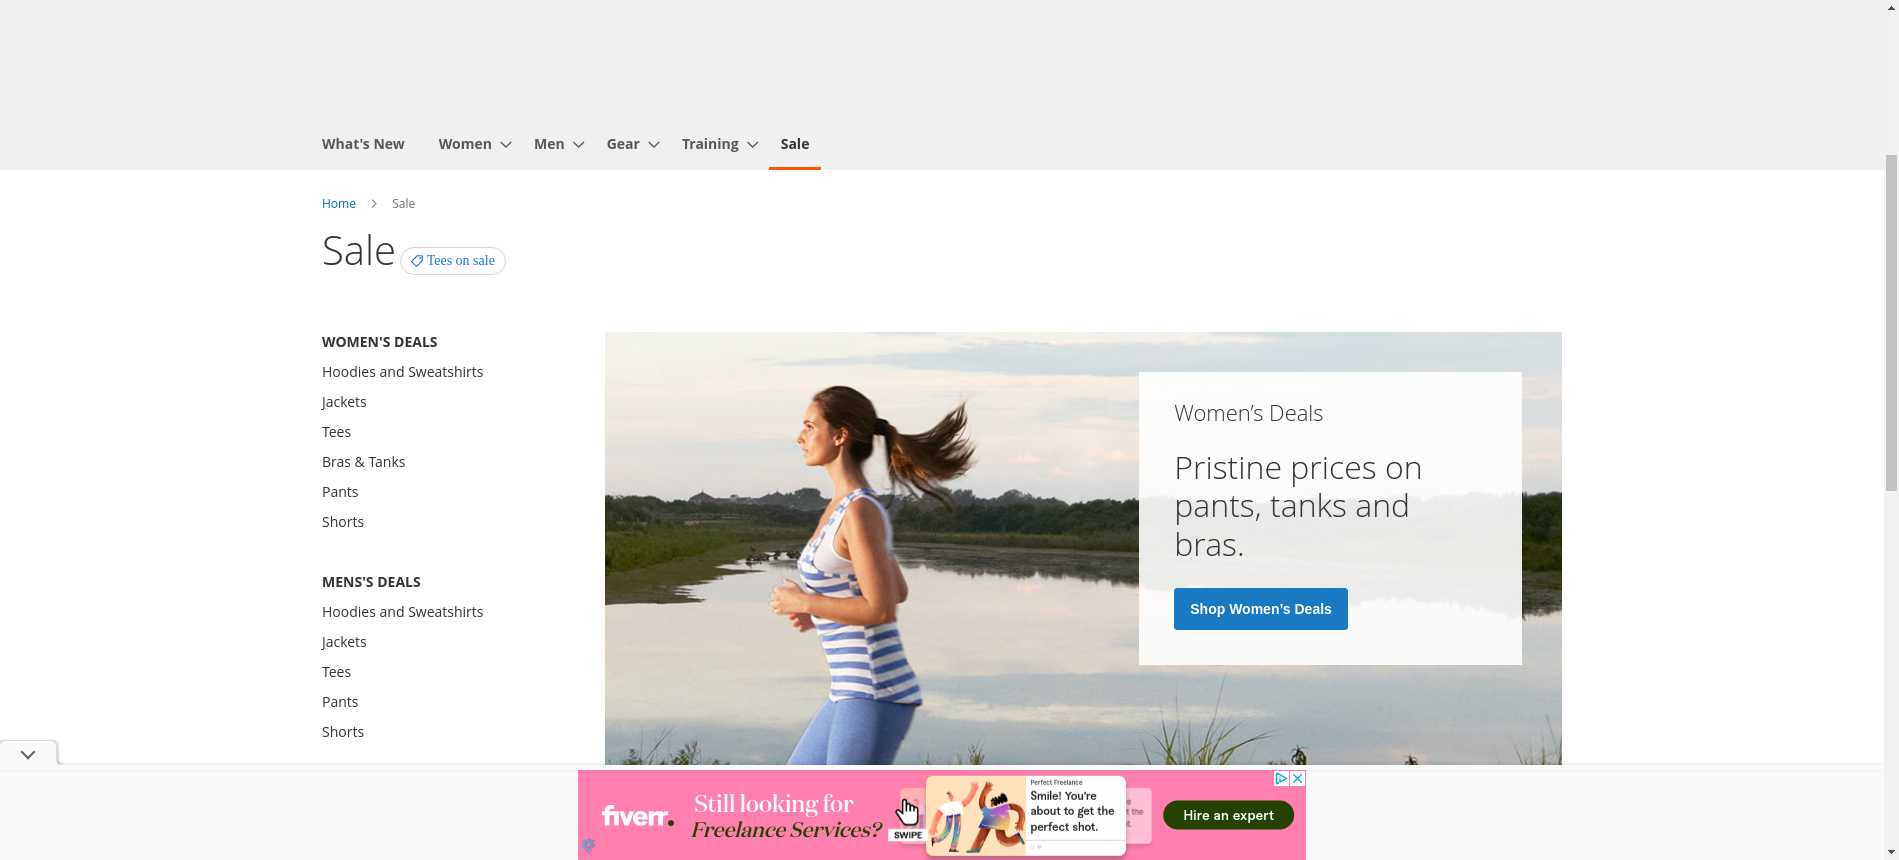 What's New Women Men Gear Training Sale
Home Sale
Sale Tees on sale
WOMEN'S DEALS
Hoodies and Sweatshirts
Jackets
Tees
Bras & Tanks
Pants
Shorts
MENS'S DEALS
Hoodies and Sweatshirts
Jackets
Tees
Pants
Shorts
Women’s Deals
Pristine prices on
pants, tanks and
bras.
Shop Women’s Deals
fiverr.
Still looking for
Freelance Services?
SWIPE
Perfect Freelance
Smile! You're
about to get the
perfect shot.
Hire an expert